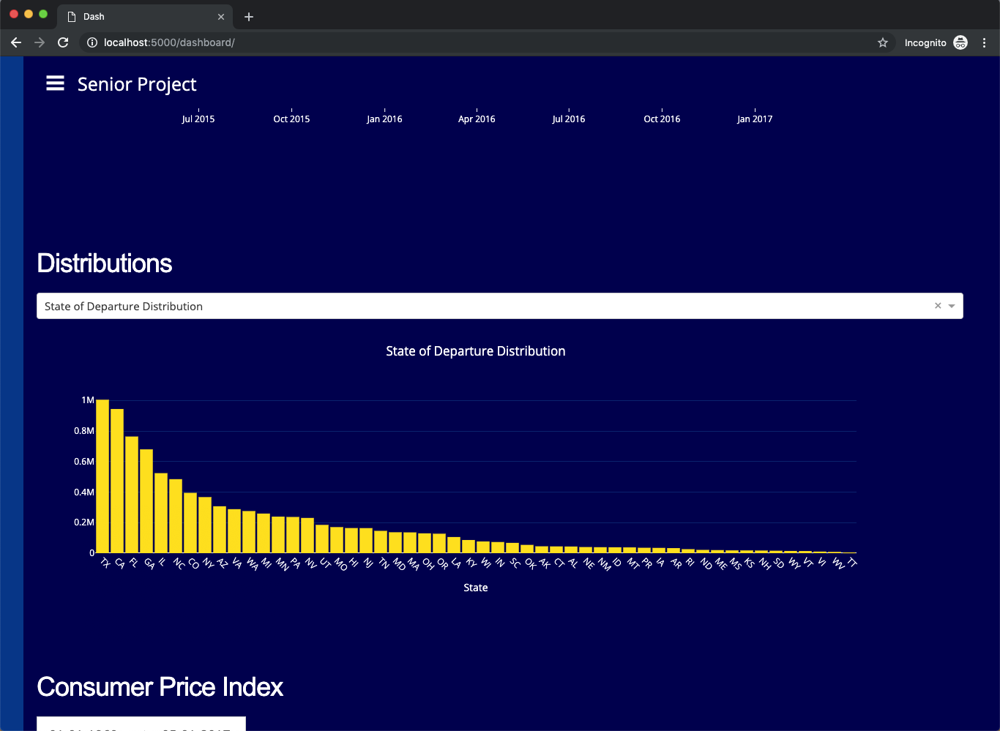 Dash
localhost:5000/dashboard/
Incognito
Senior Project
Jul 2015 Oct 2015 Jan 2016 Apr 2016 Jul 2016 Oct 2016 Jan 2017
Distributions
State of Departure Distribution
State of Departure Distribution
1M
0.8M
0.6M
0.4M
0.2M
0
TX CA FL GA IL NC CO NY AZ VA WA MI MN PA NV UT MO HI NJ TN MD MA OH OR LA KY WI IN SC OK AK CT AL NE NM ID MT PR IA AR RI ND ME MS KS NH SD WY VT VI WV TT
State
Consumer Price Index